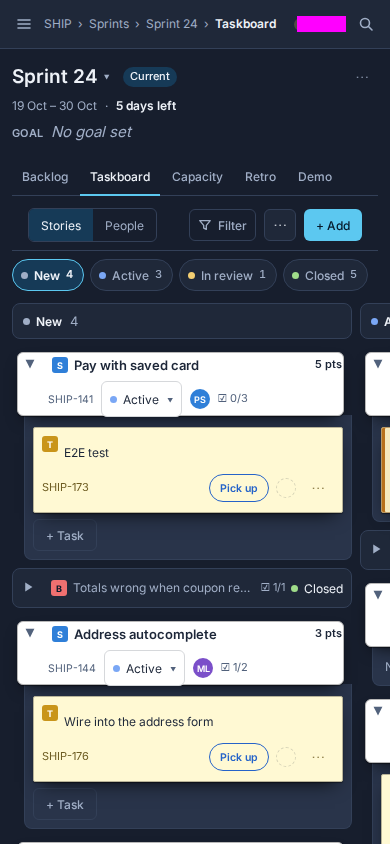 SHIP › Sprints › Sprint 24 › Taskboard
Sprint 24 ▾ Current ...
19 Oct – 30 Oct · 5 days left
GOAL No goal set
Backlog Taskboard Capacity Retro Demo
Stories People Filter ... + Add
New 4 Active 3 In review 1 Closed 5
New 4
S Pay with saved card 5 pts
SHIP-141 Active ▾ PS ☑ 0/3
T E2E test
SHIP-173 Pick up ...
+ Task
B Totals wrong when coupon re... ☑ 1/1 Closed
S Address autocomplete 3 pts
SHIP-144 Active ▾ ML ☑ 1/2
T Wire into the address form
SHIP-176 Pick up ...
+ Task